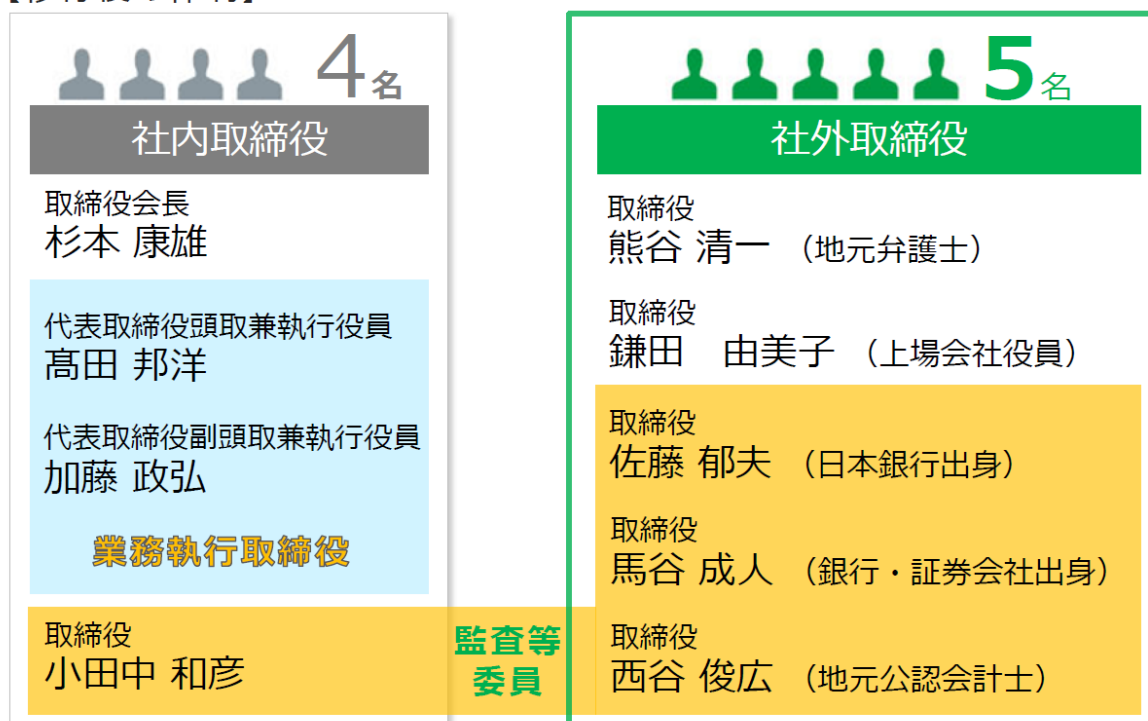 4名
社内取締役
取締役会長
杉本 康雄
代表取締役頭取兼執行役員
髙田 邦洋
代表取締役副頭取兼執行役員
加藤 政弘
業務執行取締役
取締役
小田中 和彦
監査等
委員
5名
社外取締役
取締役
熊谷 清一 （地元弁護士）
取締役
鎌田　由美子 （上場会社役員）
取締役
佐藤 郁夫 （日本銀行出身）
取締役
馬谷 成人 （銀行・証券会社出身）
取締役
西谷 俊広 （地元公認会計士）